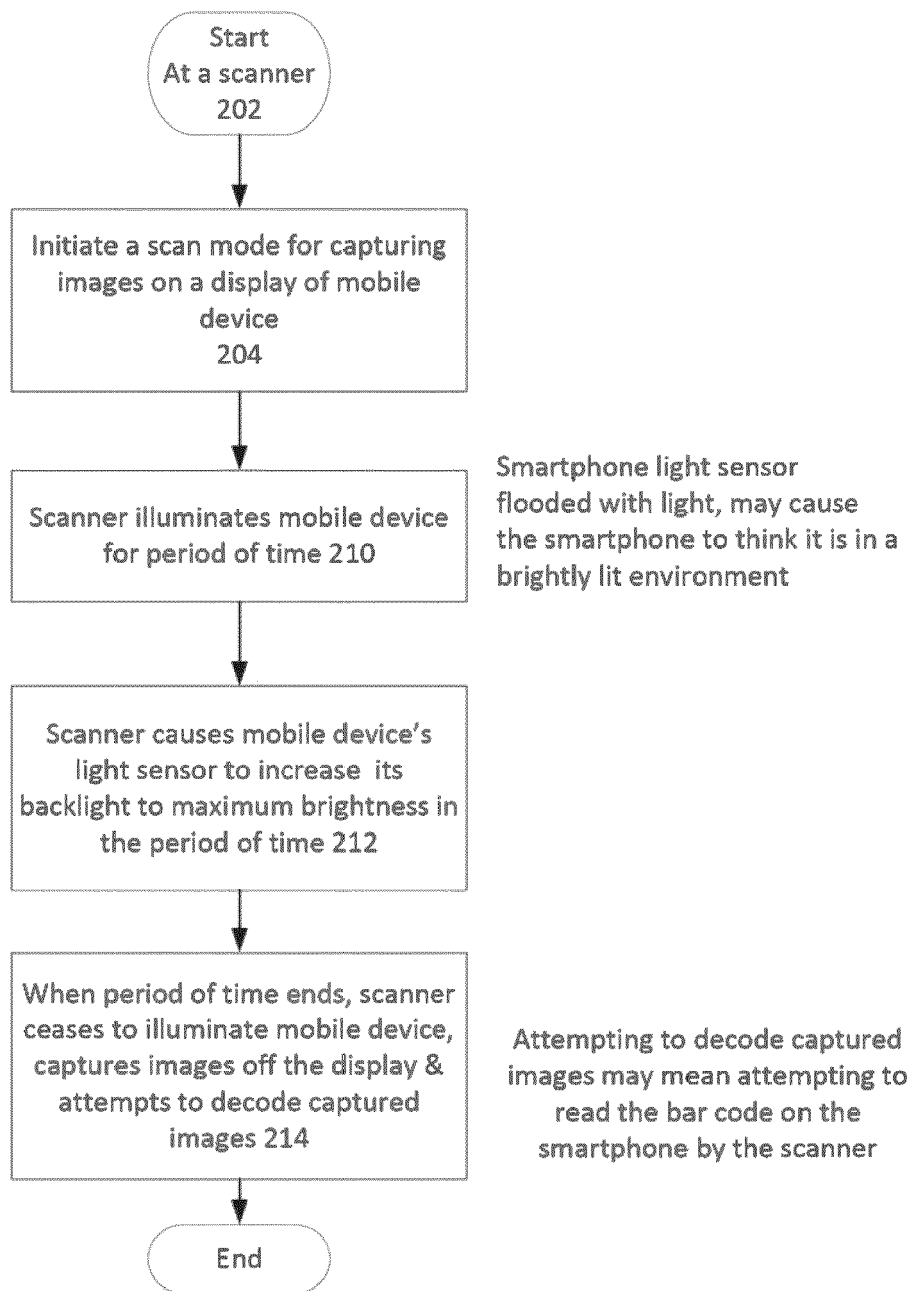 Start
At a scanner
202
Initiate a scan mode for capturing
images on a display of mobile
device
204
Scanner illuminates mobile device
for period of time 210
Smartphone light sensor
flooded with light, may cause
the smartphone to think it is in a
brightly lit environment
Scanner causes mobile device's
light sensor to increase its
backlight to maximum brightness in
the period of time 212
When period of time ends, scanner
ceases to illuminate mobile device,
captures images off the display &
attempts to decode captured
images 214
Attempting to decode captured
images may mean attempting to
read the bar code on the
smartphone by the scanner
End